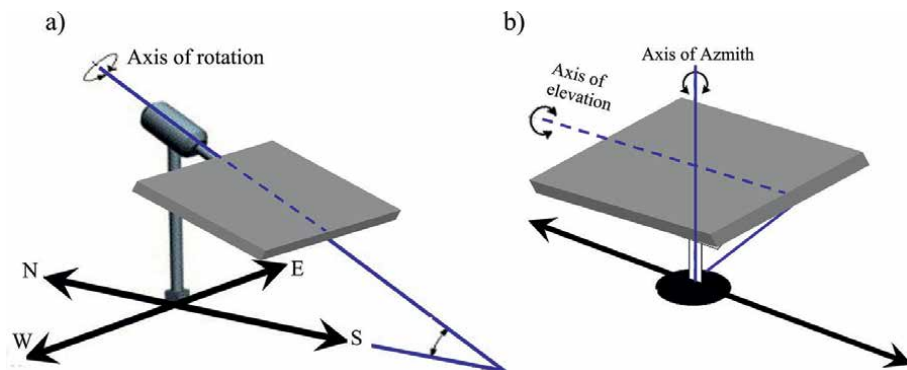 a)
Axis of rotation
N
E
W
S
b)
Axis of Azmith
Axis of
elevation